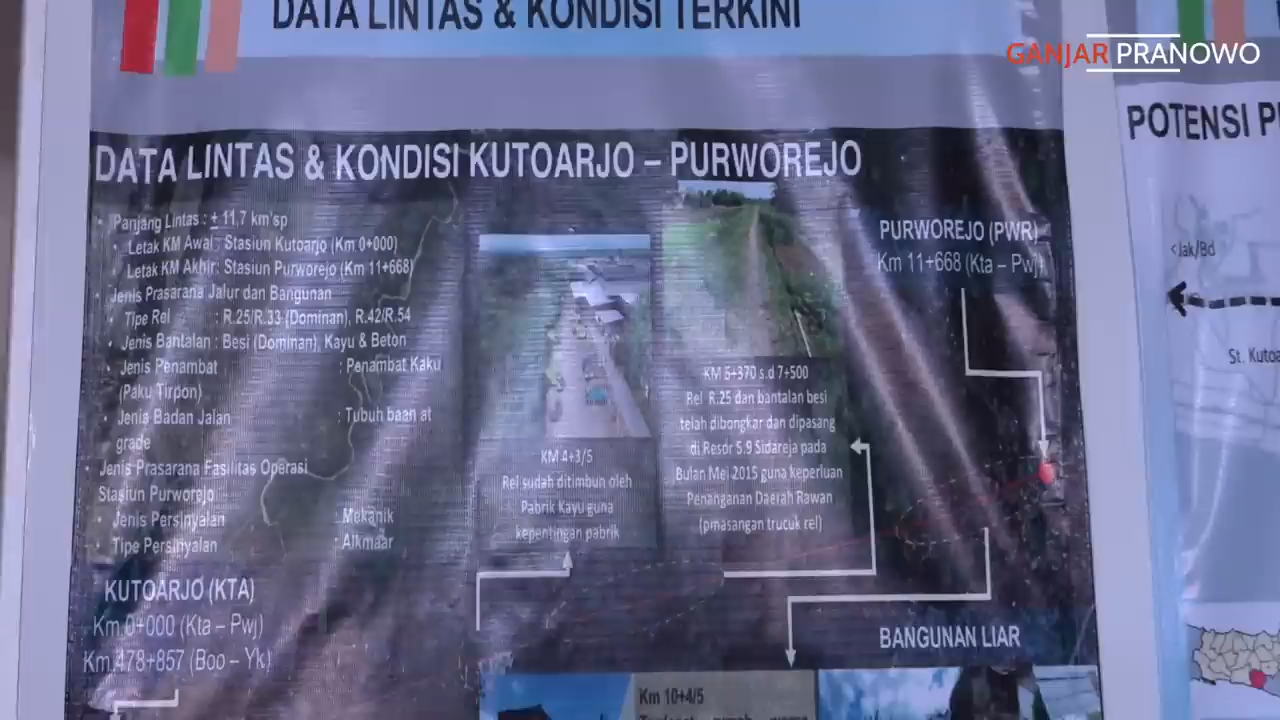 DATA LINTAS & KONDISI TERKINI
GANJAR PRANOWO
POTENSI
DATA LINTAS & KONDISI KUTOARJO – PURWOREJO
• Panjang Lintas : ± 11,7 km'sp
• Letak KM Awal : Stasiun Kutoarjo (Km 0+000)
• Letak KM Akhir: Stasiun Purworejo (Km 11+668)
• Jenis Prasarana Jalur dan Bangunan
• Tipe Rel : R.25/R.33 (Dominan), R.42/R.54
• Jenis Bantalan : Besi (Dominan), Kayu & Beton
• Jenis Penambat : Penambat Kaku
(Paku Tirpon)
• Jenis Badan Jalan : Tubuh baan at
grade
• Jenis Prasarana Fasilitas Operasi
Stasiun Purworejo
• Jenis Persinyalan : Mekanik
• Tipe Persinyalan : Alkmaar
KUTOARJO (KTA)
Km 0+000 (Kta – Pwj)
Km 478+857 (Boo – Yk)
KM 4+3/5
Rel sudah ditimbun oleh
Pabrik Kayu guna
kepentingan pabrik
KM 5+370 s.d 7+500
Rel R.25 dan bantalan besi
telah dibongkar dan dipasang
di Resor 5.9 Sidareja pada
Bulan Mei 2015 guna keperluan
Penanganan Daerah Rawan
(pmasangan trucuk rel)
PURWOREJO (PWR)
Km 11+668 (Kta – Pwj)
BANGUNAN LIAR
Km 10+4/5
<Jak/Bd
St. Kutoa